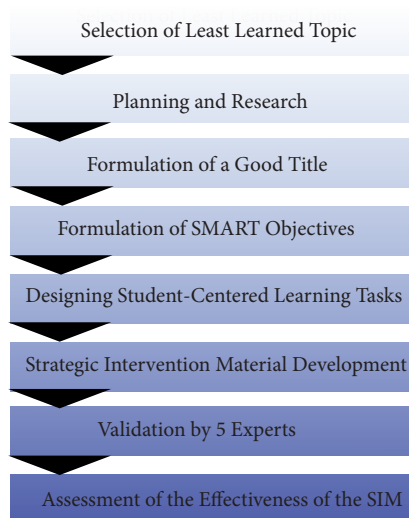 Selection of Least Learned Topic
Planning and Research
Formulation of a Good Title
Formulation of SMART Objectives
Designing Student-Centered Learning Tasks
Strategic Intervention Material Development
Validation by 5 Experts
Assessment of the Effectiveness of the SIM